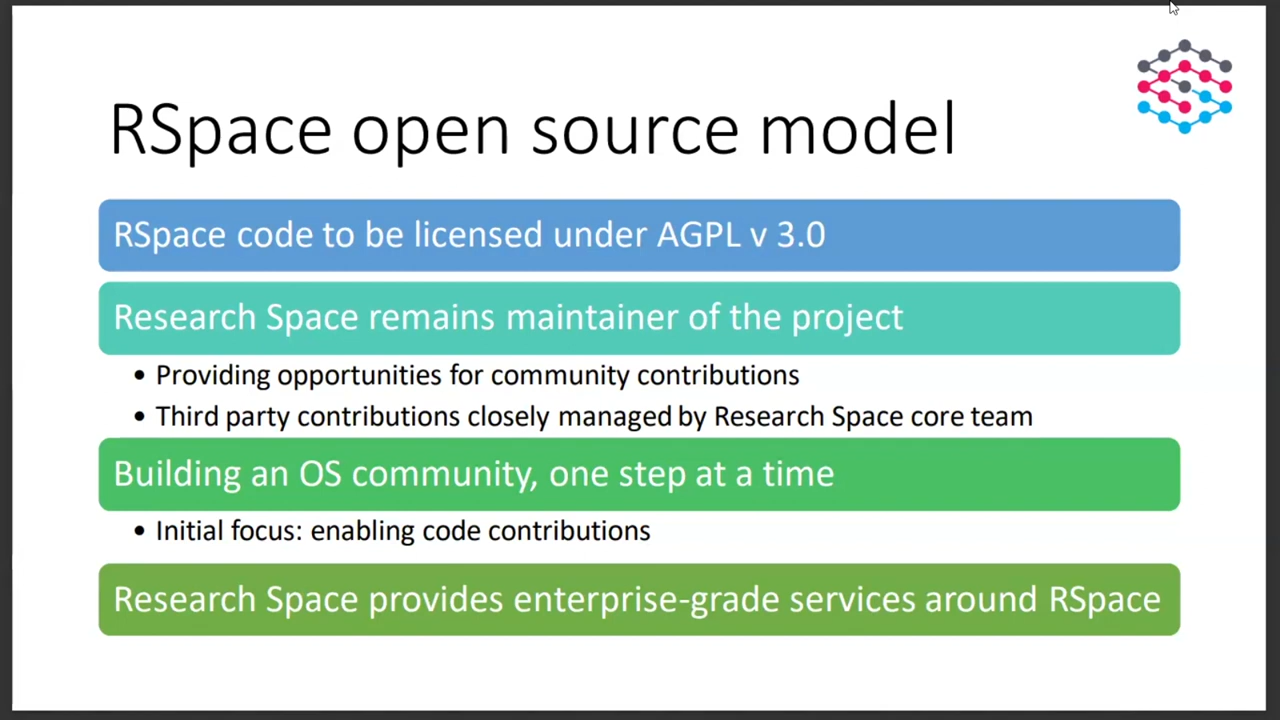 RSpace open source model
RSpace code to be licensed under AGPL v 3.0
Research Space remains maintainer of the project
• Providing opportunities for community contributions
• Third party contributions closely managed by Research Space core team
Building an OS community, one step at a time
• Initial focus: enabling code contributions
Research Space provides enterprise-grade services around RSpace